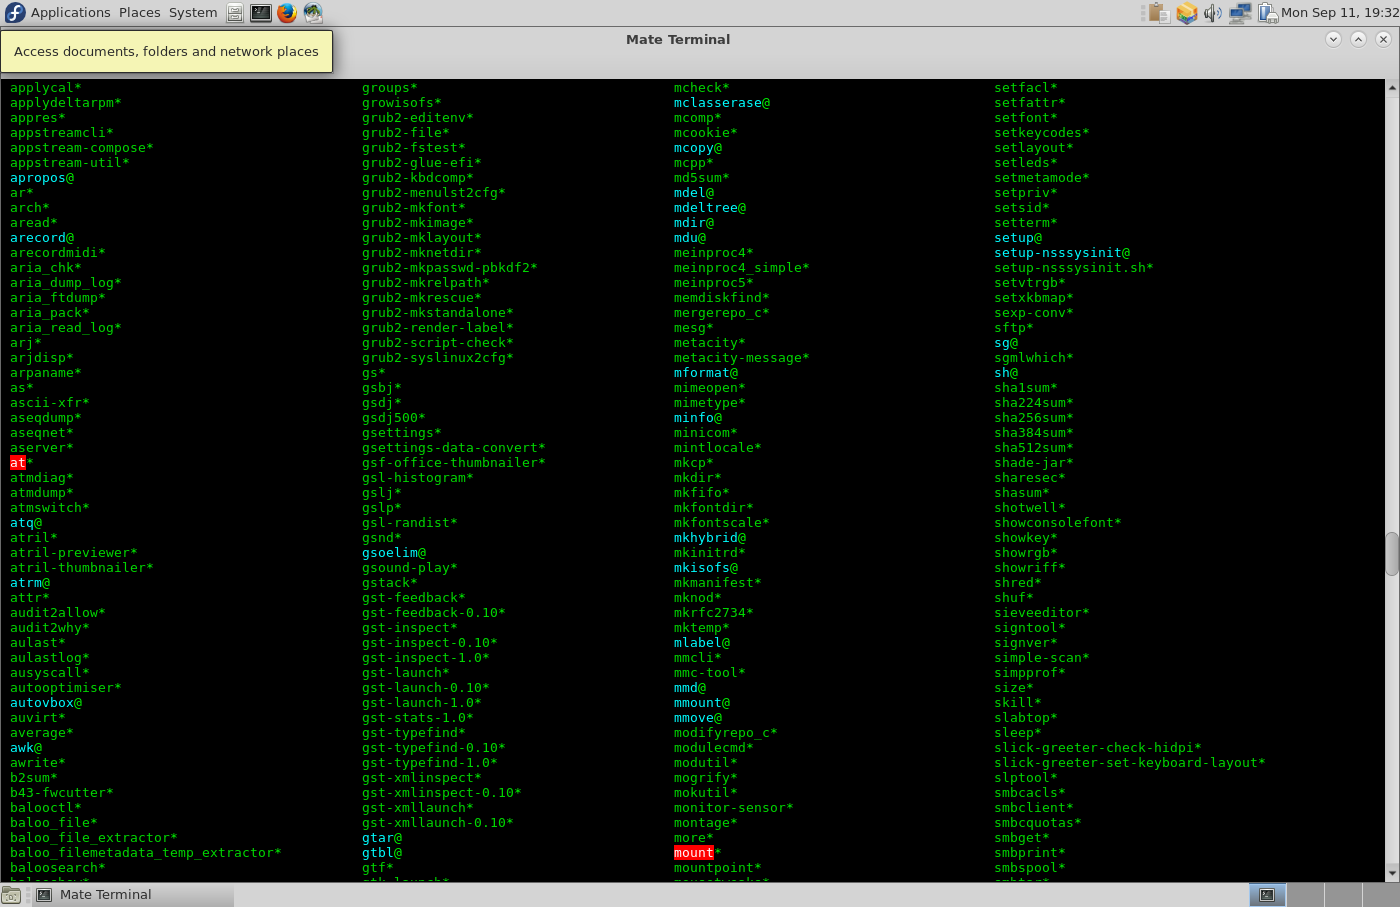 Applications Places System Mon Sep 11, 19:32
Mate Terminal
Access documents, folders and network places
applycal* groups* mcheck* setfacl*
applydeltarpm* growisofs* mclasserase@ setfattr*
appres* grub2-editenv* mcomp* setfont*
appstreamcli* grub2-file* mcookie* setkeycodes*
appstream-compose* grub2-fstest* mcopy@ setlayout*
appstream-util* grub2-glue-efi* mcpp* setleds*
apropos@ grub2-kbdcomp* md5sum* setmetamode*
ar* grub2-menulst2cfg* mdel@ setpriv*
arch* grub2-mkfont* mdeltree@ setsid*
aread* grub2-mkimage* mdir@ setterm*
arecord@ grub2-mklayout* mdu@ setup@
arecordmidi* grub2-mknetdir* meinproc4* setup-nsssysinit@
aria_chk* grub2-mkpasswd-pbkdf2* meinproc4_simple* setup-nsssysinit.sh*
aria_dump_log* grub2-mkrelpath* meinproc5* setvtrgb*
aria_ftdump* grub2-mkrescue* memdiskfind* setxkbmap*
aria_pack* grub2-mkstandalone* mergerepo_c* sexp-conv*
aria_read_log* grub2-render-label* mesg* sftp*
arj* grub2-script-check* metacity* sg@
arjdisp* grub2-syslinux2cfg* metacity-message* sgmlwhich*
arpaname* gs* mformat@ sh@
as* gsbj* mimeopen* sha1sum*
ascii-xfr* gsdj* mimetype* sha224sum*
aseqdump* gsdj500* minfo@ sha256sum*
aseqnet* gsettings* minicom* sha384sum*
aserver* gsettings-data-convert* mintlocale* sha512sum*
at* gsf-office-thumbnailer* mkcp* shade-jar*
atmdiag* gsl-histogram* mkdir* sharesec*
atmdump* gslj* mkfifo* shasum*
atmswitch* gslp* mkfontdir* shotwell*
atq@ gsl-randist* mkfontscale* showconsolefont*
atril* gsnd* mkhybrid@ showkey*
atril-previewer* gsoelim@ mkinitrd* showrgb*
atril-thumbnailer* gsound-play* mkisofs@ showriff*
atrm@ gstack* mkmanifest* shred*
attr* gst-feedback* mknod* shuf*
audit2allow* gst-feedback-0.10* mkrfc2734* sieveeditor*
audit2why* gst-inspect* mktemp* signtool*
aulast* gst-inspect-0.10* mlabel@ signver*
aulastlog* gst-inspect-1.0* mmcli* simple-scan*
ausyscall* gst-launch* mmc-tool* simpprof*
autooptimiser* gst-launch-0.10* mmd@ size*
autovbox@ gst-launch-1.0* mmount@ skill*
auvirt* gst-stats-1.0* mmove@ slabtop*
average* gst-typefind* modifyrepo_c* sleep*
awk@ gst-typefind-0.10* modulecmd* slick-greeter-check-hidpi*
awrite* gst-typefind-1.0* modutil* slick-greeter-set-keyboard-layout*
b2sum* gst-xmlinspect* mogrify* slptool*
b43-fwcutter* gst-xmlinspect-0.10* mokutil* smbcacls*
balooctl* gst-xmllaunch* monitor-sensor* smbclient*
baloo_file* gst-xmllaunch-0.10* montage* smbcquotas*
baloo_file_extractor* gtar@ more* smbget*
baloo_filemetadata_temp_extractor* gtbl@ mount* smbprint*
baloosearch* gtf* mountpoint* smbspool*
Mate Terminal